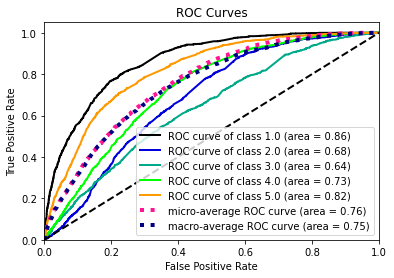 ROC Curves
True Positive Rate
1.0
0.8
0.6
0.4
0.2
0.0
ROC curve of class 1.0 (area = 0.86)
ROC curve of class 2.0 (area = 0.68)
ROC curve of class 3.0 (area = 0.64)
ROC curve of class 4.0 (area = 0.73)
ROC curve of class 5.0 (area = 0.82)
micro-average ROC curve (area = 0.76)
macro-average ROC curve (area = 0.75)
0.0 0.2 0.4 0.6 0.8 1.0
False Positive Rate